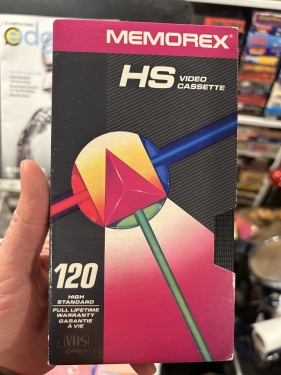 MEMOREX
HS VIDEO
CASSETTE
120
HIGH
STANDARD
FULL LIFETIME
WARRANTY
GARANTIE
À VIE
VHS